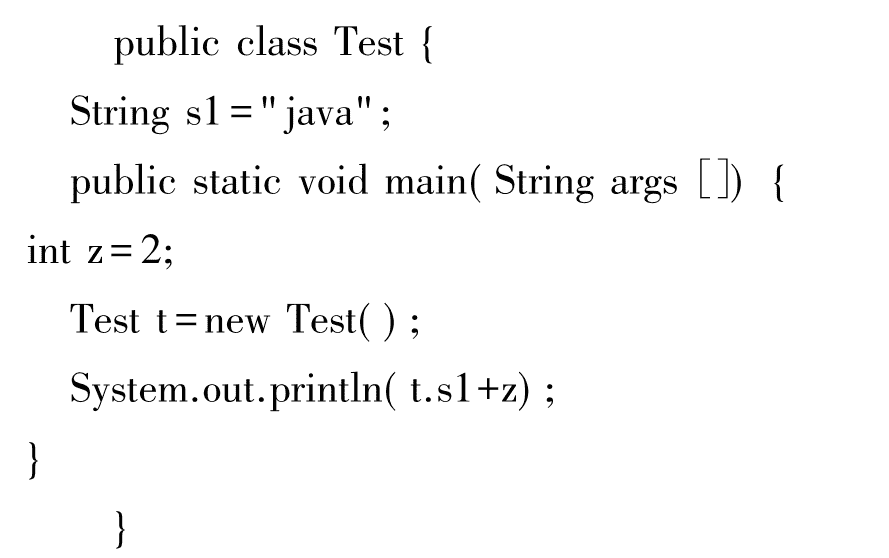 public class Test {
String s1="java";
public static void main( String args []) {
int z=2;
Test t=new Test( ) ;
System.out.println( t.s1+z) ;
}
}